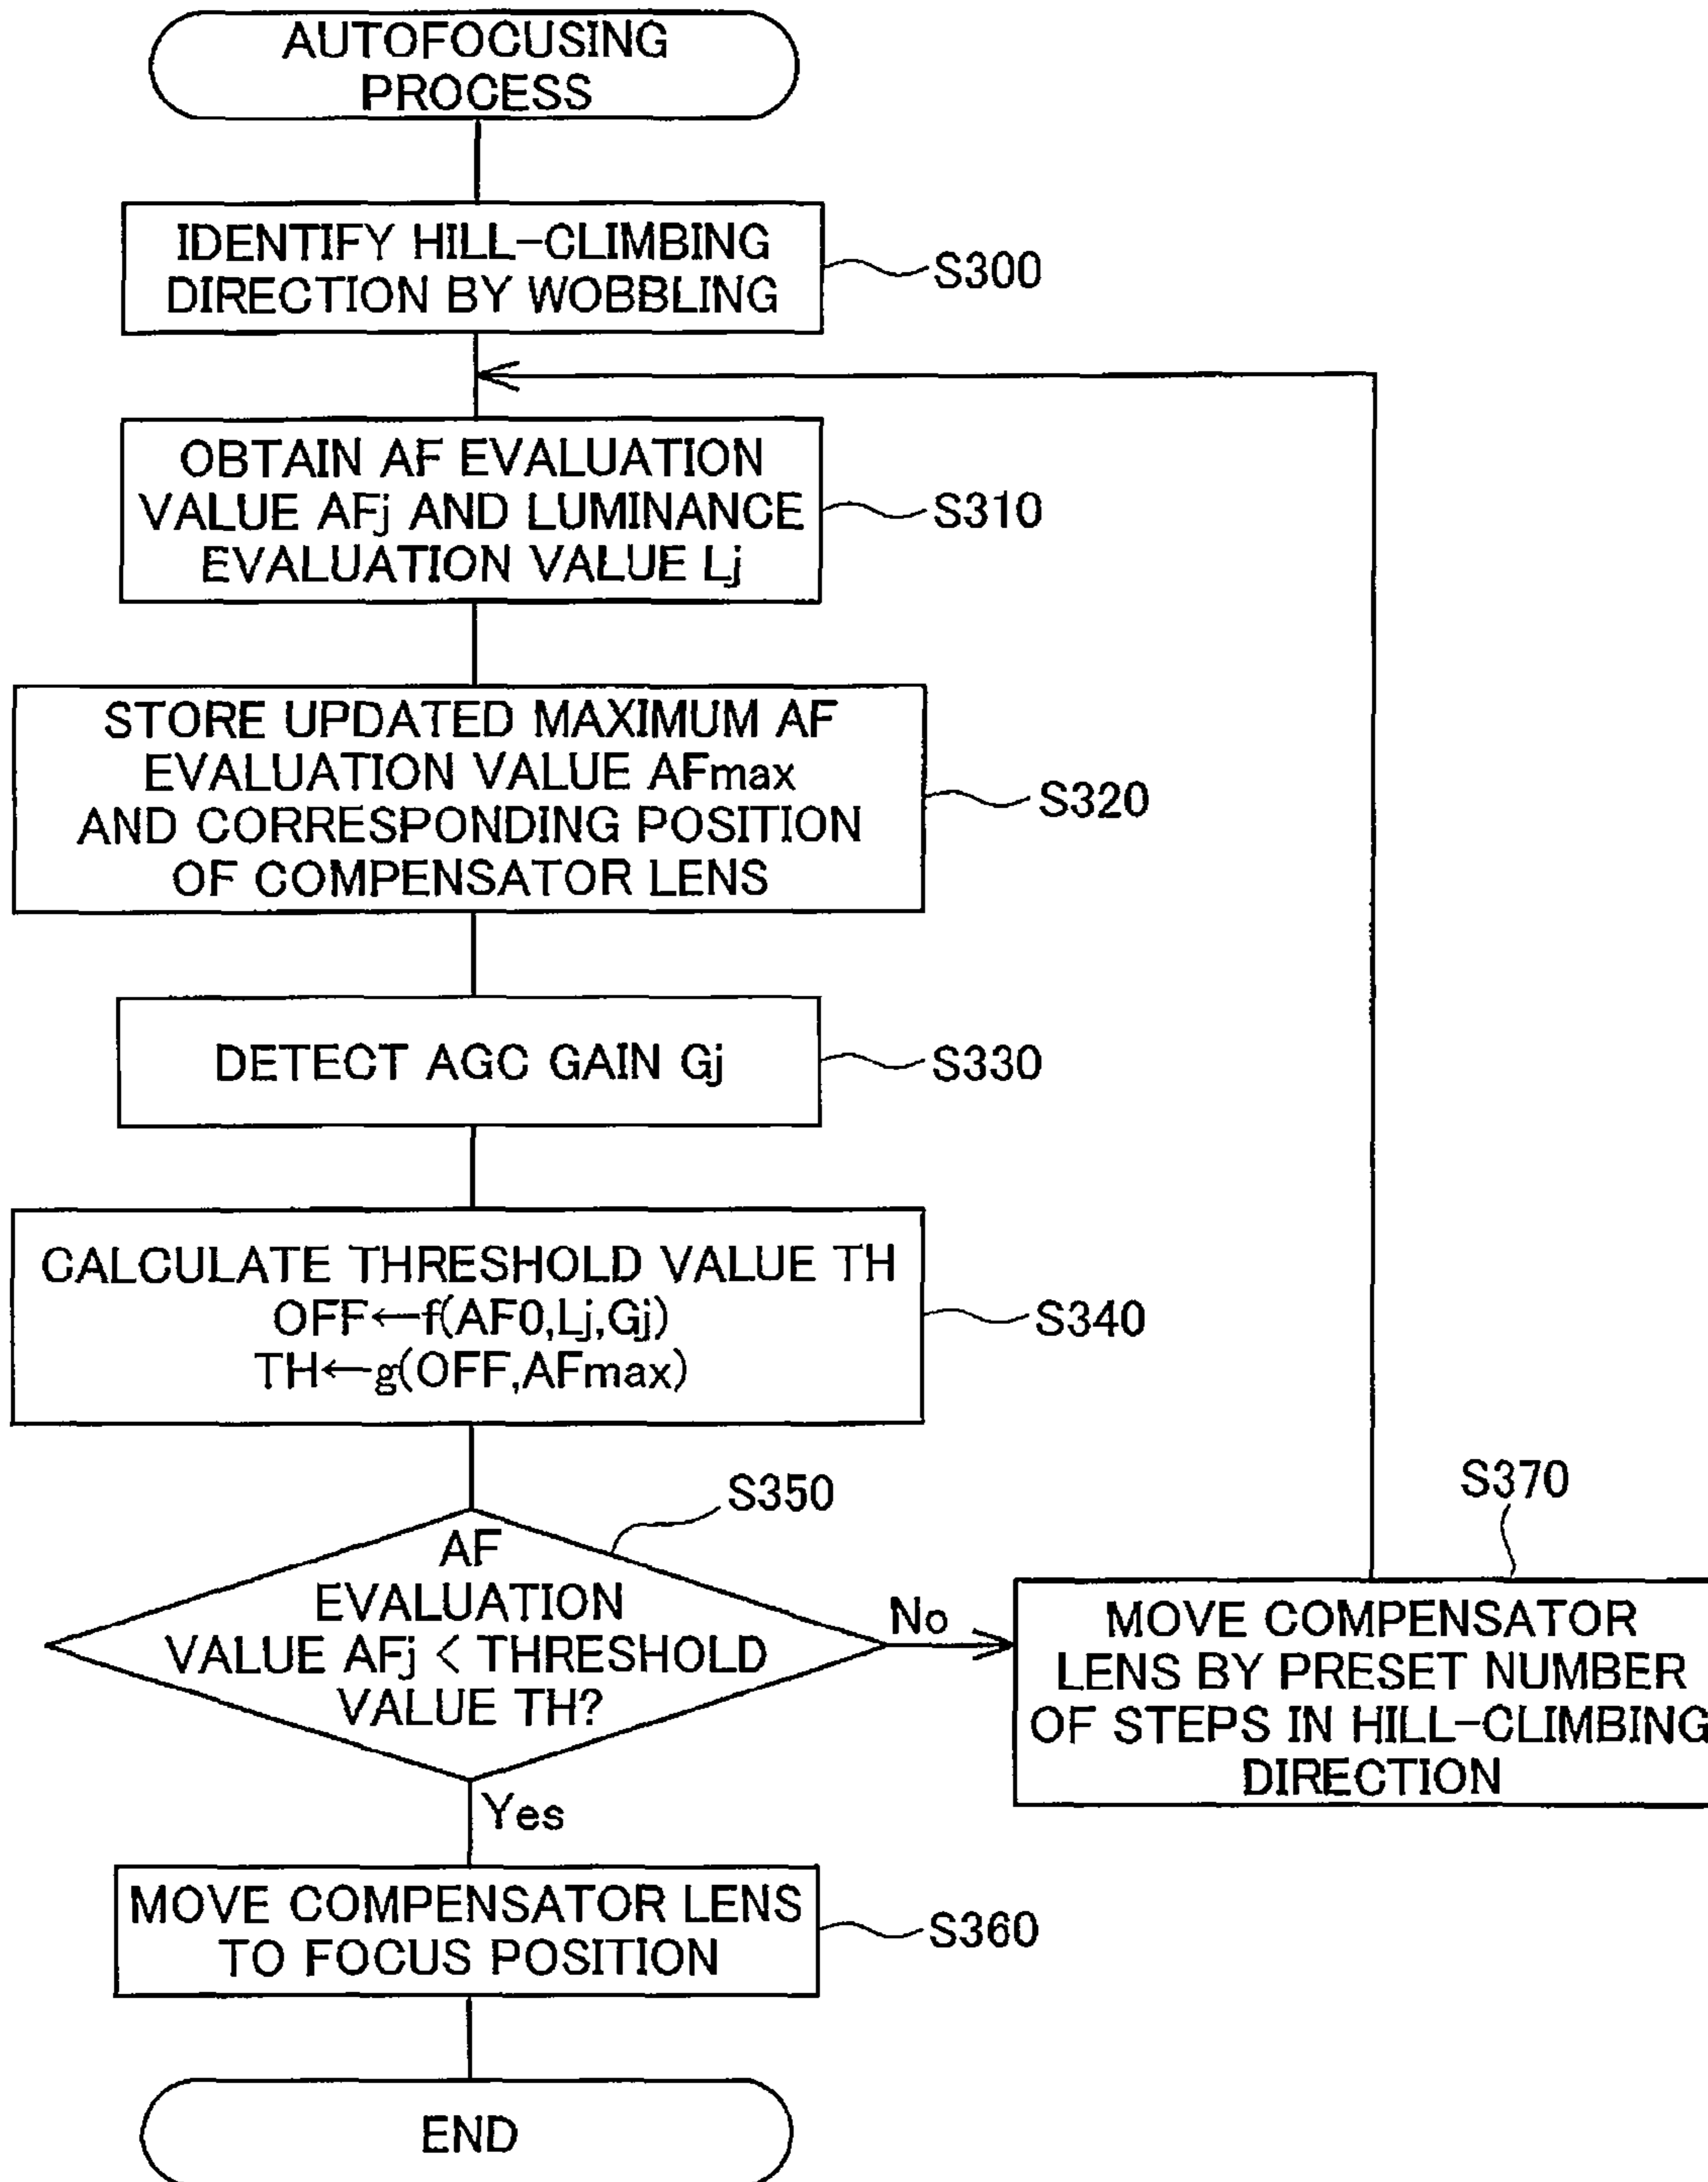 AUTOFOCUSING
PROCESS
IDENTIFY HILL-CLIMBING
DIRECTION BY WOBBLING
S300
OBTAIN AF EVALUATION
VALUE AFj AND LUMINANCE
EVALUATION VALUE Lj
S310
STORE UPDATED MAXIMUM AF
EVALUATION VALUE AFmax
AND CORRESPONDING POSITION
OF COMPENSATOR LENS
S320
DETECT AGC GAIN Gj
S330
CALCULATE THRESHOLD VALUE TH
OFF←f(AF0,Lj,Gj)
TH←g(OFF,AFmax)
S340
S350
AF
EVALUATION
VALUE AFj < THRESHOLD
VALUE TH?
No
S370
MOVE COMPENSATOR
LENS BY PRESET NUMBER
OF STEPS IN HILL-CLIMBING
DIRECTION
Yes
MOVE COMPENSATOR LENS
TO FOCUS POSITION
S360
END